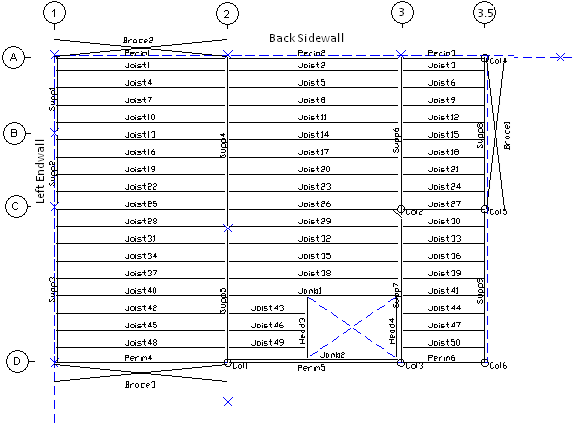 1 2 3 3.5
Back Sidewall
Brace2
A Perim1 Perim2 Perim3
Joist1 Joist2 Joist3 Col4
Joist4 Joist5 Joist6
Supp1
Joist7 Joist8 Joist9
Joist10 Joist11 Joist12
B Joist13 Joist14 Joist15
Supp4 Supp6 Supp8 Brace1
Left Endwall
Joist16 Joist17 Joist18
Supp2
Joist19 Joist20 Joist21
Joist22 Joist23 Joist24
C Joist25 Joist26 Joist27
Col2 Col5
Joist28 Joist29 Joist30
Joist31 Joist32 Joist33
Joist34 Joist35 Joist36
Joist37 Joist38 Joist39
Supp3 Supp5 Supp7 Supp9
Joist40 Jamb1 Joist41
Joist42 Joist43 Joist44
Head3 Head4
Joist45 Joist46 Joist47
Joist48 Joist49 Joist50
Jamb2
D Perim4 Perim5 Perim6
Col1 Col3 Col6
Brace3